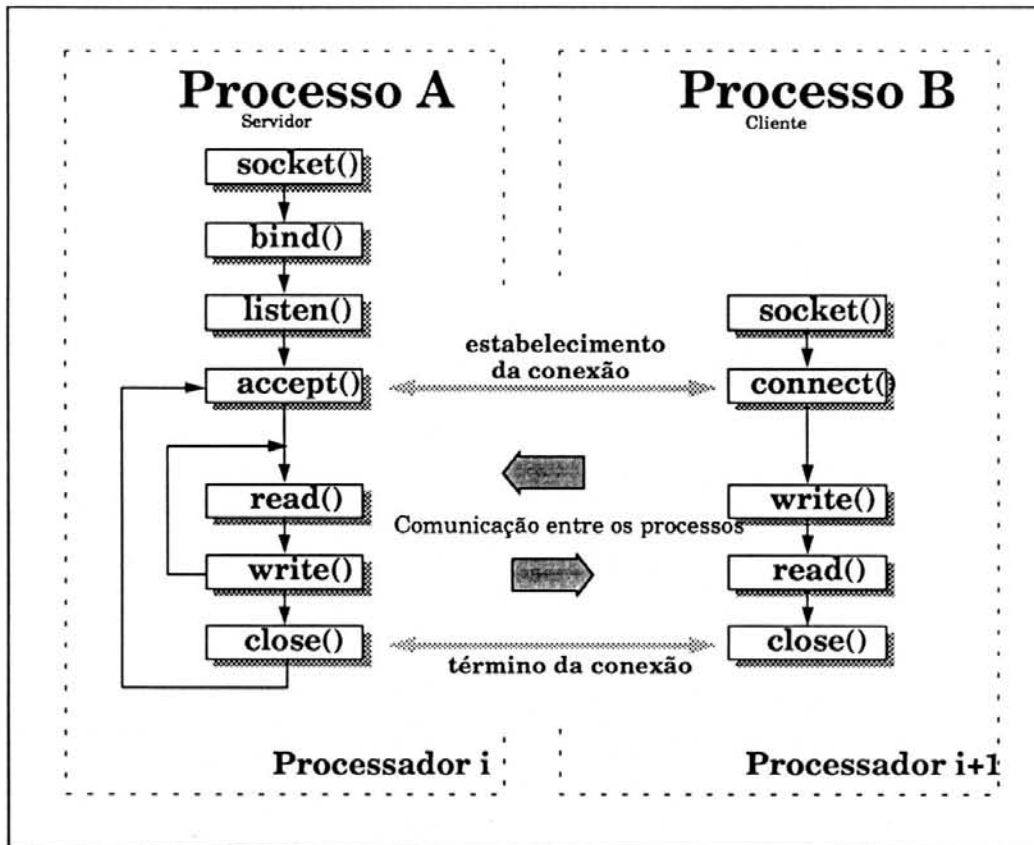 Processo A
Servidor
socket()
bind()
listen()
accept()
read()
write()
close()
Processador i
estabelecimento
da conexão
Comunicação entre os processos
término da conexão
Processo B
Cliente
socket()
connect()
write()
read()
close()
Processador i+1